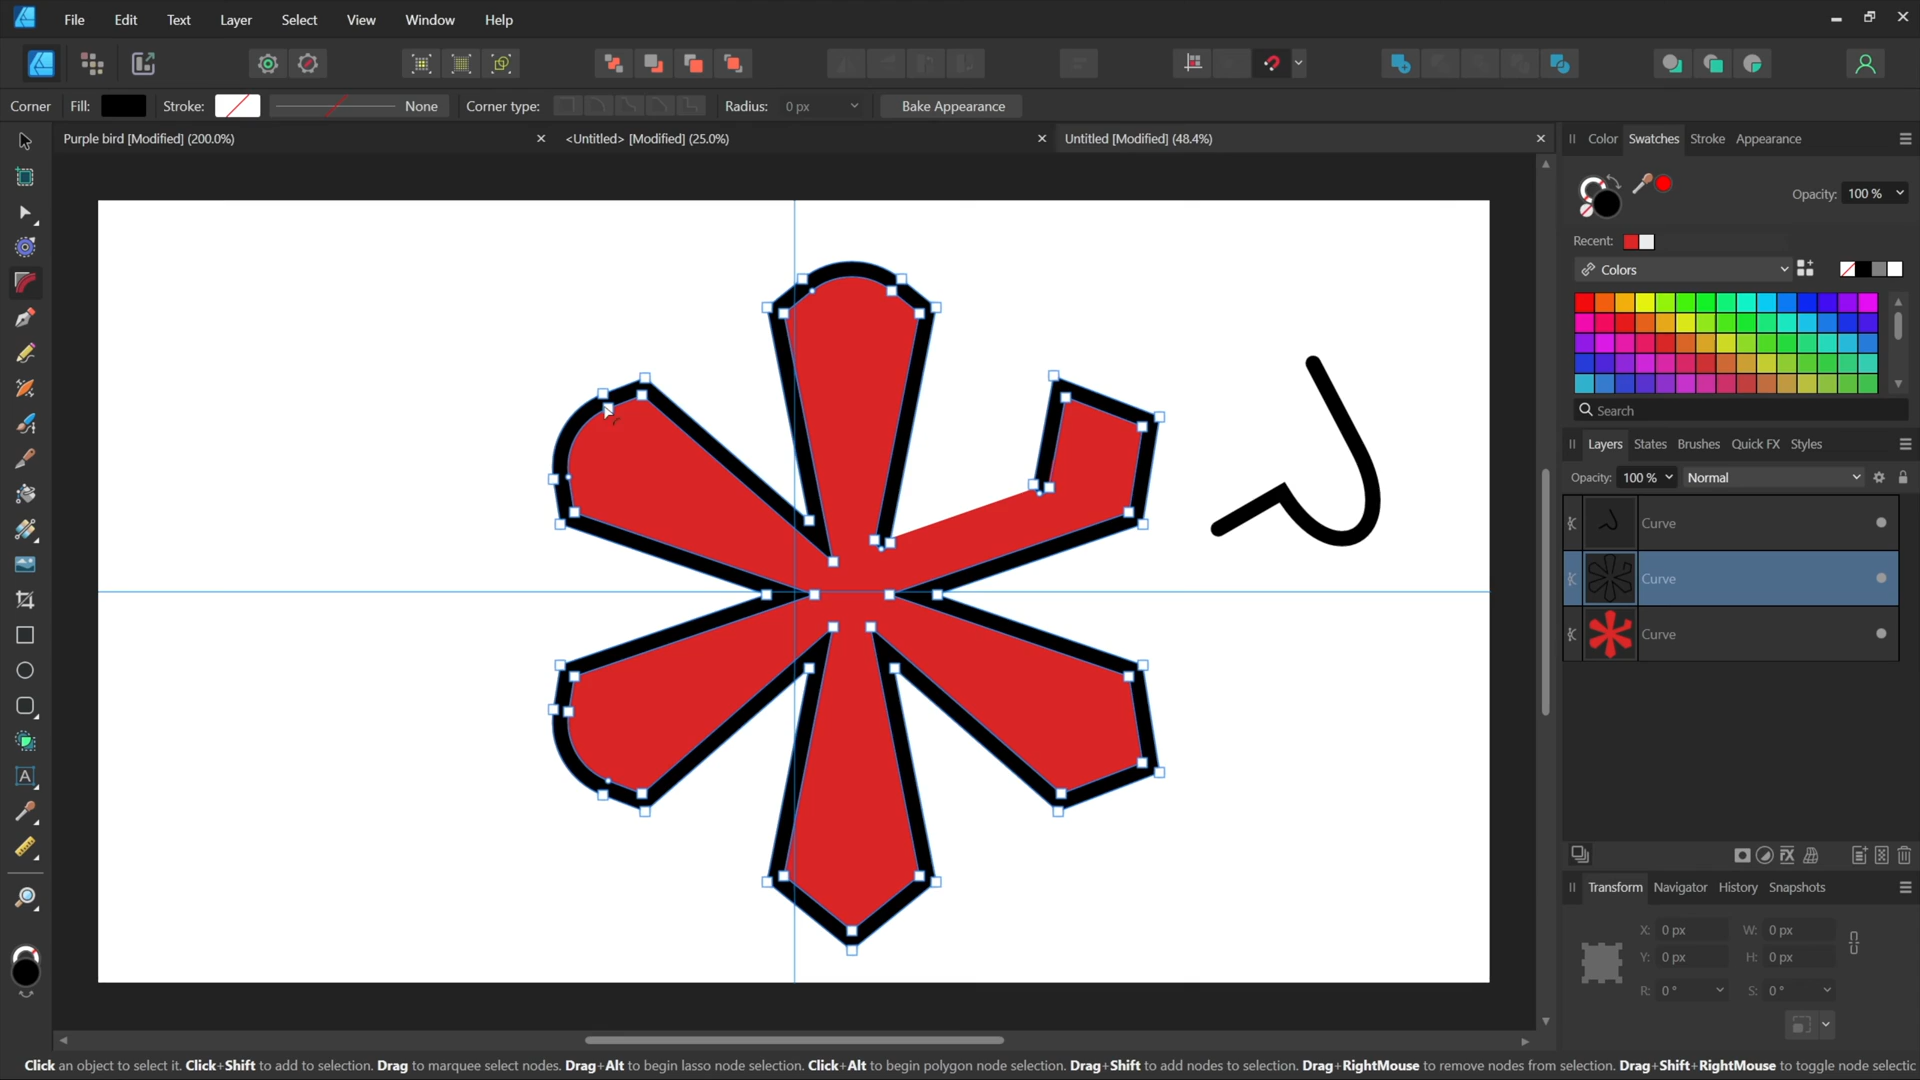 File Edit Text Layer Select View Window Help
Corner Fill: Stroke: None Corner type: Radius: 0 px Bake Appearance
Purple bird [Modified] (200.0%) <Untitled> [Modified] (25.0%) Untitled [Modified] (48.4%)
Color Swatches Stroke Appearance
Opacity: 100 %
Recent:
Colors
Search
Layers States Brushes Quick FX Styles
Opacity: 100 % Normal
Curve
Curve
Curve
Transform Navigator History Snapshots
X: 0 px W: 0 px
Y: 0 px H: 0 px
R: 0 ° S: 0 °
Click an object to select it. Click+Shift to add to selection. Drag to marquee select nodes. Drag+Alt to begin lasso node selection. Click+Alt to begin polygon node selection. Drag+Shift to add nodes to selection. Drag+RightMouse to remove nodes from selection. Drag+Shift+RightMouse to toggle node selectic